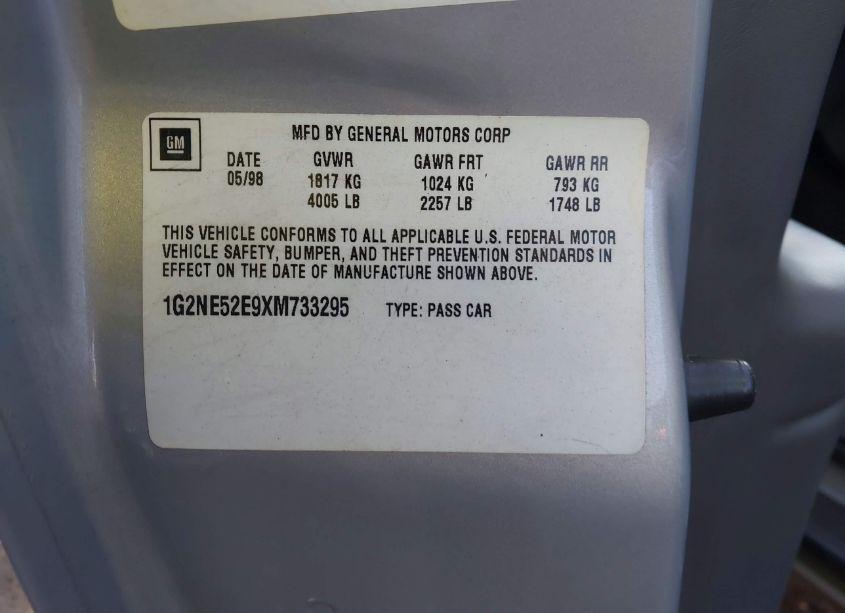 GM
MFD BY GENERAL MOTORS CORP
DATE GVWR GAWR FRT GAWR RR
05/98 1817 KG 1024 KG 793 KG
4005 LB 2257 LB 1748 LB
THIS VEHICLE CONFORMS TO ALL APPLICABLE U.S. FEDERAL MOTOR
VEHICLE SAFETY, BUMPER, AND THEFT PREVENTION STANDARDS IN
EFFECT ON THE DATE OF MANUFACTURE SHOWN ABOVE.
1G2NE52E9XM733295 TYPE: PASS CAR